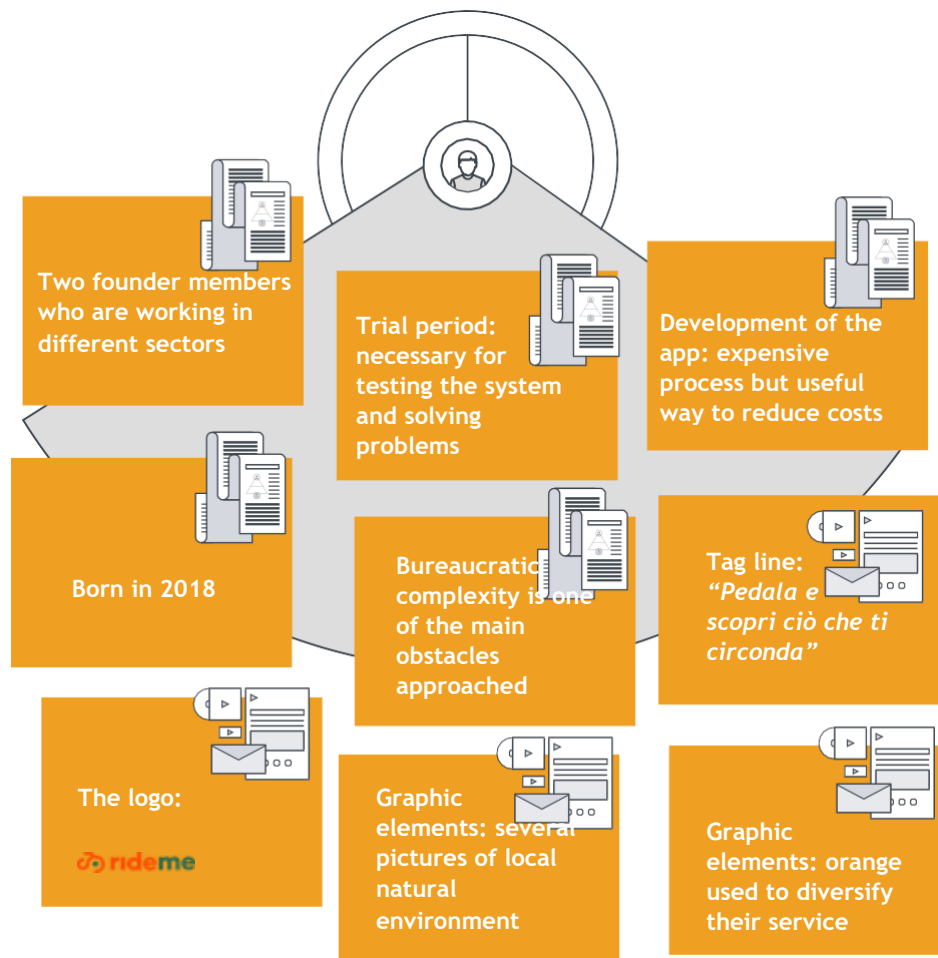 Two founder members
who are working in
different sectors
Trial period:
necessary for
testing the system
and solving
problems
Development of the
app: expensive
process but useful
way to reduce costs
Born in 2018
Bureaucratic
complexity is one
of the main
obstacles
approached
Tag line:
“Pedala e
scopri ciò che ti
circonda”
The logo:
rideme
Graphic
elements: several
pictures of local
natural
environment
Graphic
elements: orange
used to diversify
their service